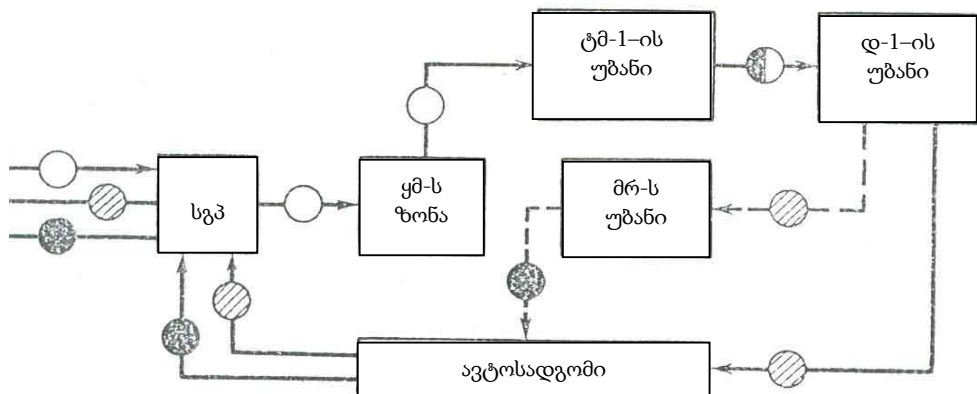 ტმ-1–ის
უბანი
დ-1–ის
უბანი
სგპ
ყმ-ს
ზონა
მრ-ს
უბანი
ავტოსადგომი